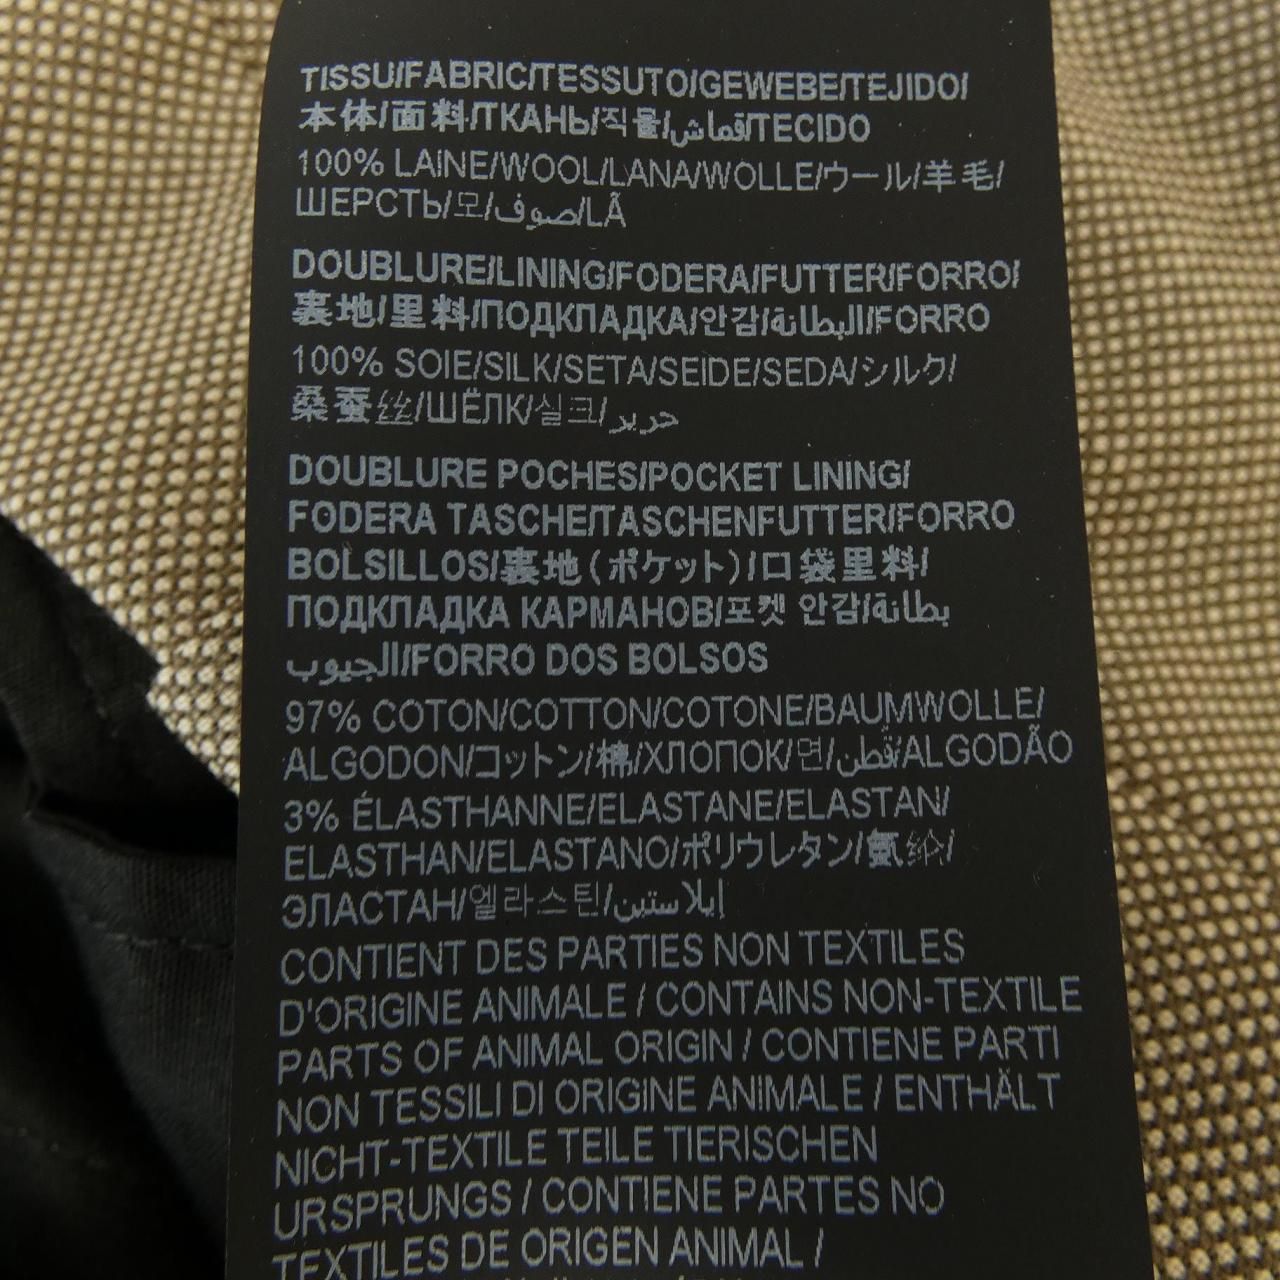 TISSU/FABRIC/TESSUTO/GEWEBE/TEJIDO/
本体/面料/ТКАНЬ/직물/قماش/TECIDO
100% LAINE/WOOL/LANA/WOLLE/ウール/羊毛/
ШЕРСТЬ/모/صوف/LÃ
DOUBLURE/LINING/FODERA/FUTTER/FORRO/
裏地/里料/ПОДКЛАДКА/안감/البطانة/FORRO
100% SOIE/SILK/SETA/SEIDE/SEDA/シルク/
桑蚕丝/ШЁЛК/실크/حرير
DOUBLURE POCHES/POCKET LINING/
FODERA TASCHE/TASCHENFUTTER/FORRO
BOLSILLOS/裏地(ポケット)/口袋里料/
ПОДКЛАДКА КАРМАНОВ/포켓 안감/بطانة
الجيوب/FORRO DOS BOLSOS
97% COTON/COTTON/COTONE/BAUMWOLLE/
ALGODON/コットン/棉/ХЛОПОК/면/قطن/ALGODÃO
3% ÉLASTHANNE/ELASTANE/ELASTAN/
ELASTHAN/ELASTANO/ポリウレタン/氨纶/
ЭЛАСТАН/엘라스틴/إيلاستين
CONTIENT DES PARTIES NON TEXTILES
D'ORIGINE ANIMALE / CONTAINS NON-TEXTILE
PARTS OF ANIMAL ORIGIN / CONTIENE PARTI
NON TESSILI DI ORIGINE ANIMALE / ENTHÄLT
NICHT-TEXTILE TEILE TIERISCHEN
URSPRUNGS / CONTIENE PARTES NO
TEXTILES DE ORIGEN ANIMAL /